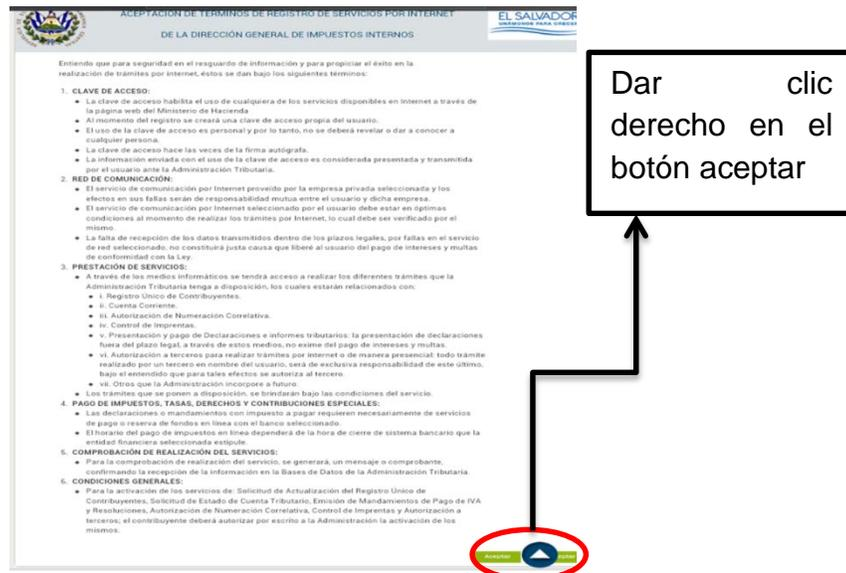 ACEPTACIÓN DE TÉRMINOS DE REGISTRO DE SERVICIOS POR INTERNET
DE LA DIRECCIÓN GENERAL DE IMPUESTOS INTERNOS
EL SALVADOR
UNÁMONOS PARA CRECER
Entiendo que para seguridad en el resguardo de información y para propiciar el éxito en la
realización de trámites por internet, éstos se dan bajo los siguientes términos:
1. CLAVE DE ACCESO:
• La clave de acceso habilita el uso de cualquiera de los servicios disponibles en Internet a través de
la página web del Ministerio de Hacienda
• Al momento del registro se creará una clave de acceso propia del usuario.
• El uso de la clave de acceso es personal y por lo tanto, no se deberá revelar o dar a conocer a
cualquier persona.
• La clave de acceso hace las veces de la firma autógrafa.
• La información enviada con el uso de la clave de acceso es considerada presentada y transmitida
por el usuario ante la Administración Tributaria.
2. RED DE COMUNICACIÓN:
• El servicio de comunicación por Internet proveído por la empresa privada seleccionada y los
efectos en sus fallas serán de responsabilidad mutua entre el usuario y dicha empresa.
• El servicio de comunicación por Internet seleccionado por el usuario debe estar en óptimas
condiciones al momento de realizar los trámites por Internet, lo cual debe ser verificado por el
mismo.
• La falta de recepción de los datos transmitidos dentro de los plazos legales, por fallas en el servicio
de red seleccionado, no constituirá justa causa que liberé al usuario del pago de intereses y multas
de conformidad con la Ley.
3. PRESTACIÓN DE SERVICIOS:
• A través de los medios informáticos se tendrá acceso a realizar los diferentes trámites que la
Administración Tributaria tenga a disposición, los cuales estarán relacionados con:
• i. Registro Único de Contribuyentes.
• ii. Cuenta Corriente.
• iii. Autorización de Numeración Correlativa.
• iv. Control de Imprentas.
• v. Presentación y pago de Declaraciones e informes tributarios: la presentación de declaraciones
fuera del plazo legal, a través de estos medios, no exime del pago de intereses y multas.
• vi. Autorización a terceros para realizar trámites por internet o de manera presencial: todo trámite
realizado por un tercero en nombre del usuario, será de exclusiva responsabilidad de este último,
bajo el entendido que para tales efectos se autoriza al tercero.
• vii. Otros que la Administración incorpore a futuro.
• Los trámites que se ponen a disposición, se brindarán bajo las condiciones del servicio.
4. PAGO DE IMPUESTOS, TASAS, DERECHOS Y CONTRIBUCIONES ESPECIALES:
• Las declaraciones o mandamientos con impuesto a pagar requieren necesariamente de servicios
de pago o reserva de fondos en línea con el banco seleccionado.
• El horario del pago de impuestos en línea dependerá de la hora de cierre de sistema bancario que la
entidad financiera seleccionada estipule.
5. COMPROBACIÓN DE REALIZACIÓN DEL SERVICIOS:
• Para la comprobación de realización del servicio, se generará, un mensaje o comprobante,
confirmando la recepción de la información en la Bases de Datos de la Administración Tributaria.
6. CONDICIONES GENERALES:
• Para la activación de los servicios de: Solicitud de Actualización del Registro Único de
Contribuyentes, Solicitud de Estado de Cuenta Tributario, Emisión de Mandamientos de Pago de IVA
y Resoluciones, Autorización de Numeración Correlativa, Control de Imprentas y Autorización a
terceros; el contribuyente deberá autorizar por escrito a la Administración la activación de los
mismos.
Aceptar
Dar clic
derecho en el
botón aceptar